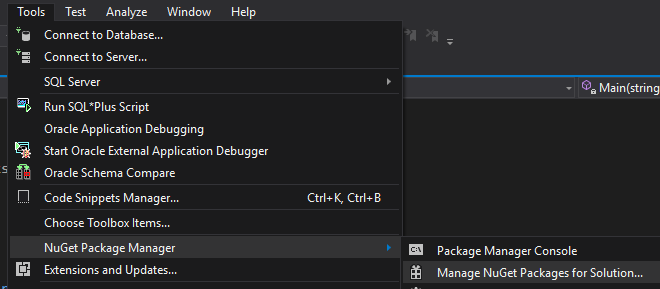 Tools Test Analyze Window Help
Connect to Database...
Connect to Server...
SQL Server
Main(string
Run SQL*Plus Script
Oracle Application Debugging
Start Oracle External Application Debugger
Oracle Schema Compare
Code Snippets Manager... Ctrl+K, Ctrl+B
Choose Toolbox Items...
NuGet Package Manager
Package Manager Console
Extensions and Updates...
Manage NuGet Packages for Solution...